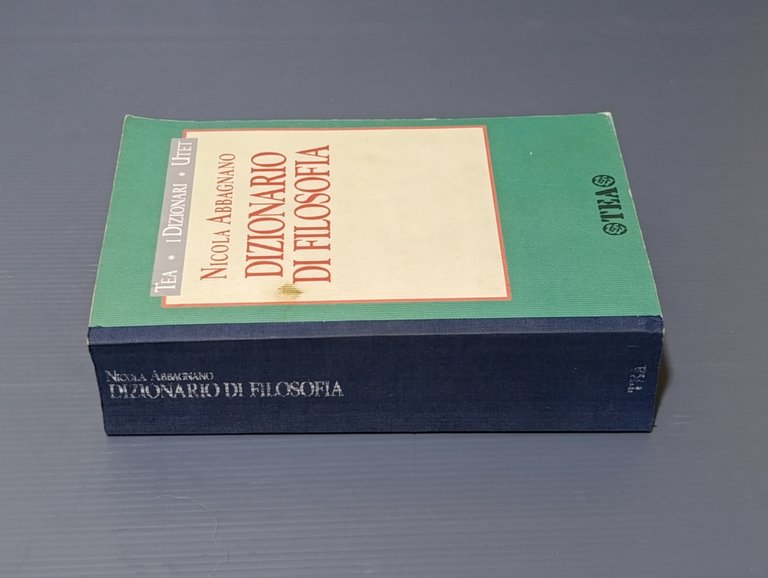 TEA * I DIZIONARI * UTET
NICOLA ABBAGNANO
DIZIONARIO
DI FILOSOFIA
TEA
NICOLA ABBAGNANO
DIZIONARIO DI FILOSOFIA